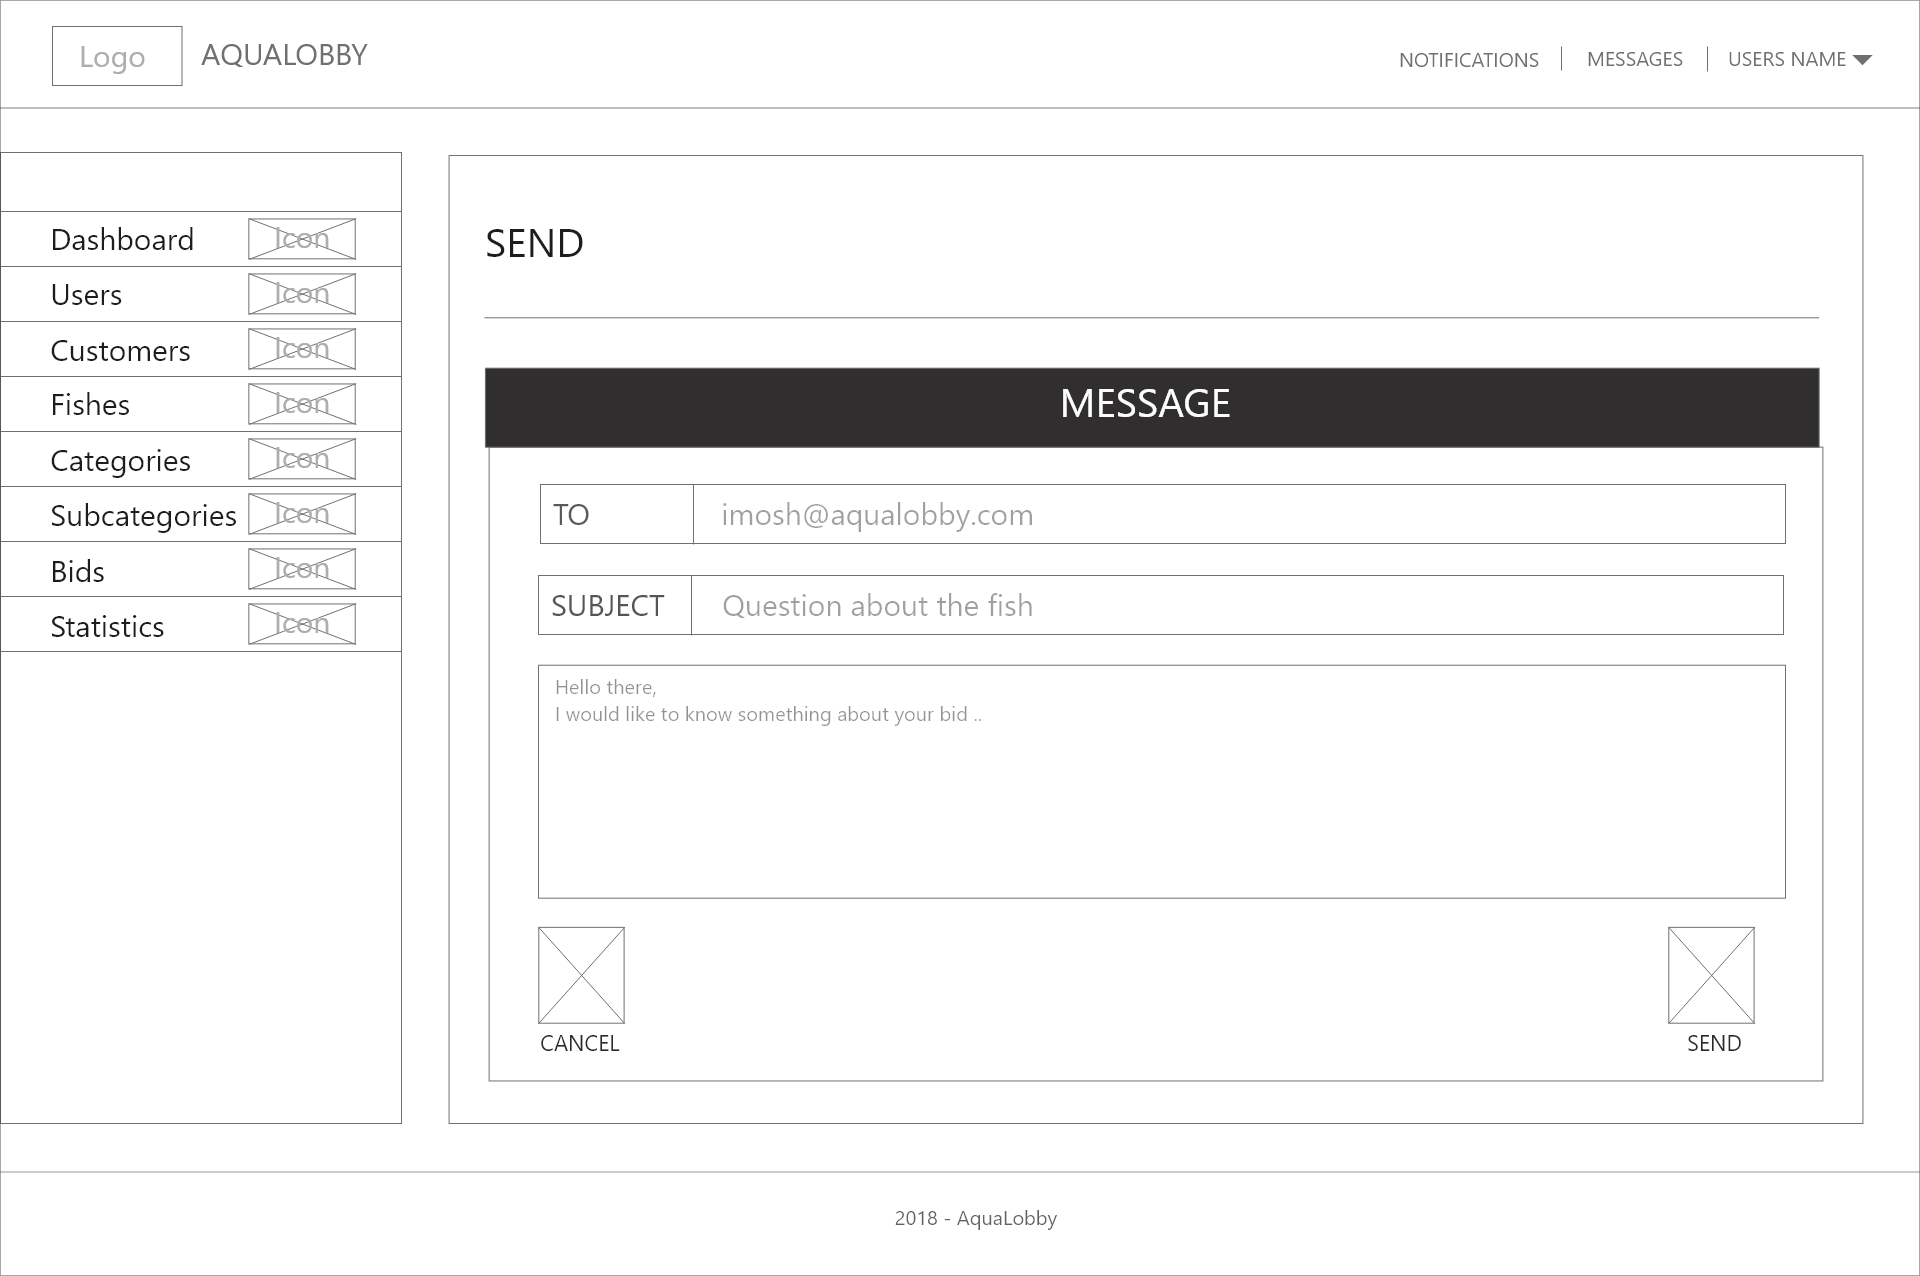 Logo
AQUALOBBY
NOTIFICATIONS
MESSAGES
USERS NAME
Dashboard
Icon
Users
Icon
Customers
Icon
Fishes
Icon
Categories
Icon
Subcategories
Icon
Bids
Icon
Statistics
Icon
SEND
MESSAGE
TO
imosh@aqualobby.com
SUBJECT
Question about the fish
Hello there,
I would like to know something about your bid ..
CANCEL
SEND
2018 - AquaLobby